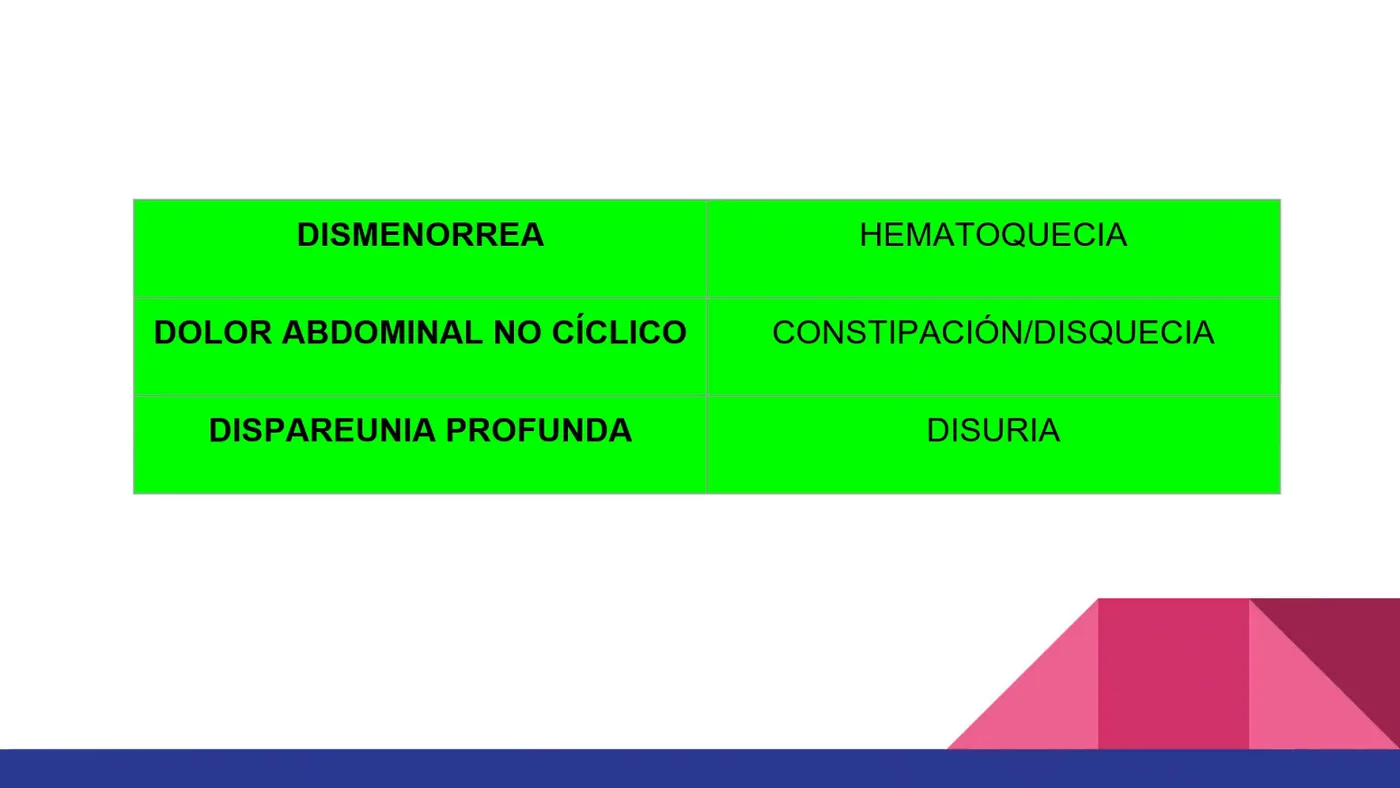 DISMENORREA
HEMATOQUECIA
DOLOR ABDOMINAL NO CÍCLICO
CONSTIPACIÓN/DISQUECIA
DISPAREUNIA PROFUNDA
DISURIA